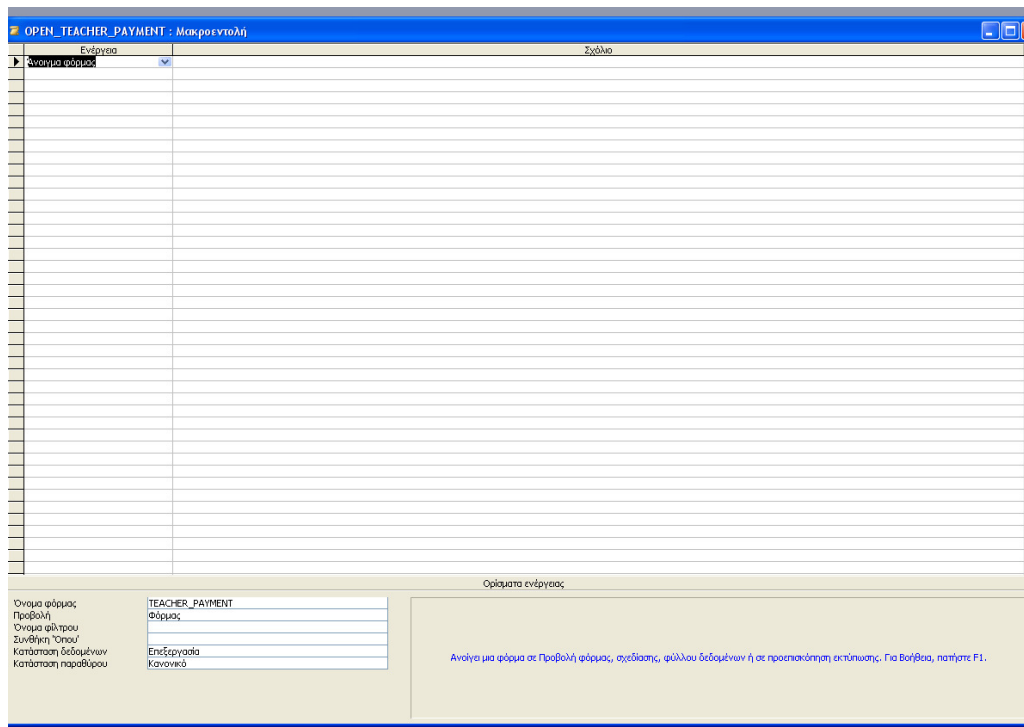 OPEN_TEACHER_PAYMENT : Μακροεντολή
Ενέργεια Σχόλιο
Άνοιγμα φόρμας
Ορίσματα ενέργειας
Όνομα φόρμας TEACHER_PAYMENT
Προβολή Φόρμας
Όνομα φίλτρου
Συνθήκη 'Όπου'
Κατάσταση δεδομένων Επεξεργασία
Κατάσταση παραθύρου Κανονικό
Ανοίγει μια φόρμα σε Προβολή φόρμας, σχεδίασης, φύλλου δεδομένων ή σε προεπισκόπηση εκτύπωσης. Για Βοήθεια, πατήστε F1.